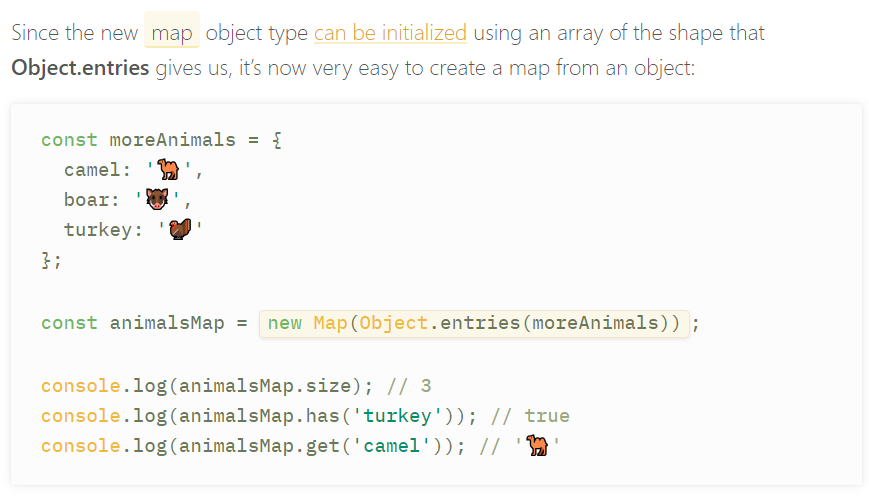 Since the new map object type can be initialized using an array of the shape that
Object.entries gives us, it’s now very easy to create a map from an object:
const moreAnimals = {
camel: '🐫',
boar: '🐗',
turkey: '🦃'
};
const animalsMap = new Map(Object.entries(moreAnimals));
console.log(animalsMap.size); // 3
console.log(animalsMap.has('turkey')); // true
console.log(animalsMap.get('camel')); // '🐫'